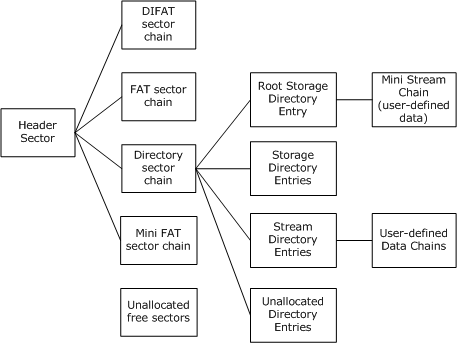 DIFAT
sector
chain
FAT sector
chain
Root Storage
Directory
Entry
Mini Stream
Chain
(user-defined
data)
Header
Sector
Directory
sector
chain
Storage
Directory
Entries
Mini FAT
sector chain
Stream
Directory
Entries
User-defined
Data Chains
Unallocated
free sectors
Unallocated
Directory
Entries